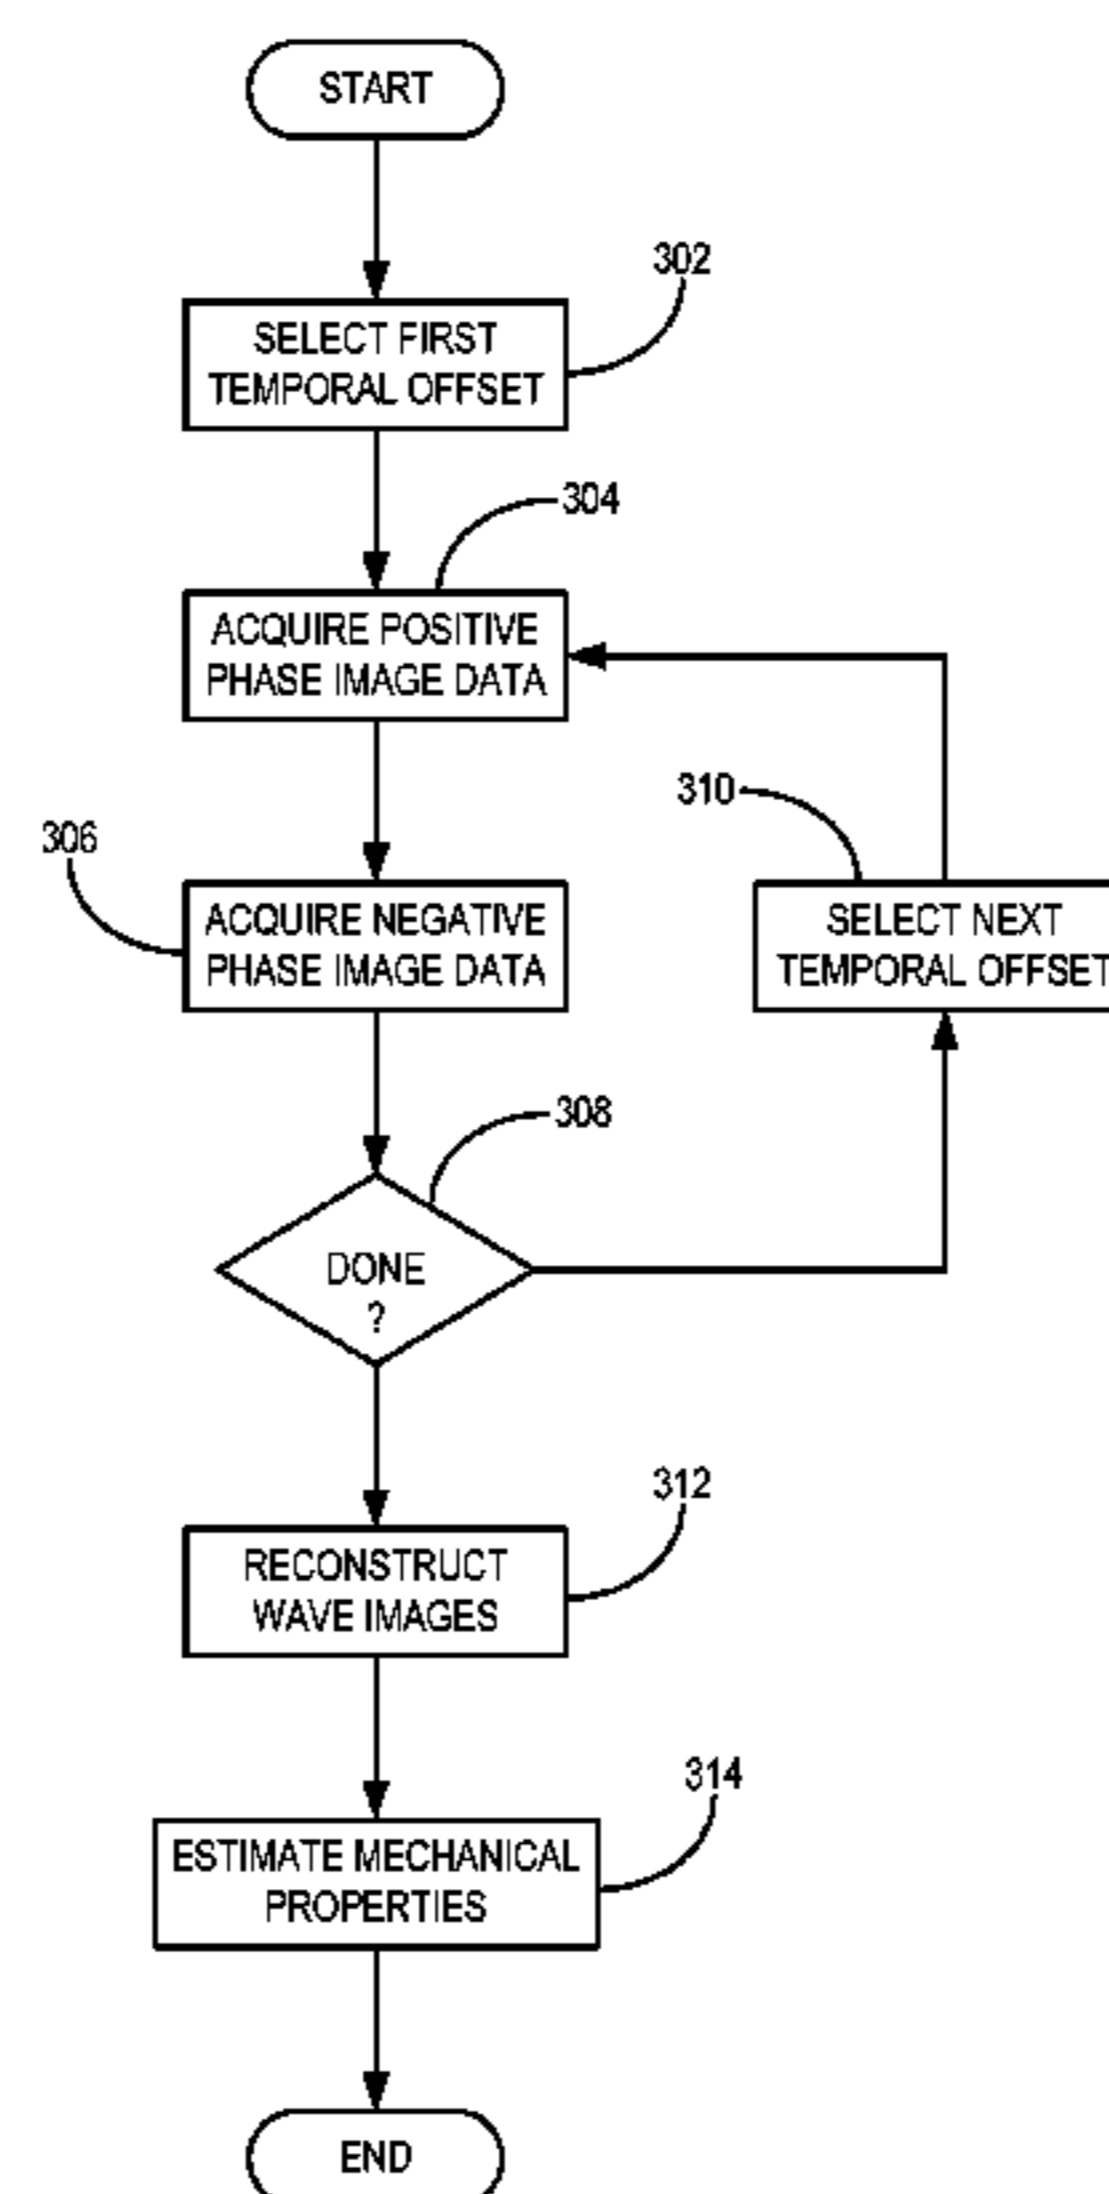 START
302
SELECT FIRST
TEMPORAL OFFSET
304
ACQUIRE POSITIVE
PHASE IMAGE DATA
310
306
ACQUIRE NEGATIVE
PHASE IMAGE DATA
SELECT NEXT
TEMPORAL OFFSET
308
DONE
?
312
RECONSTRUCT
WAVE IMAGES
314
ESTIMATE MECHANICAL
PROPERTIES
END